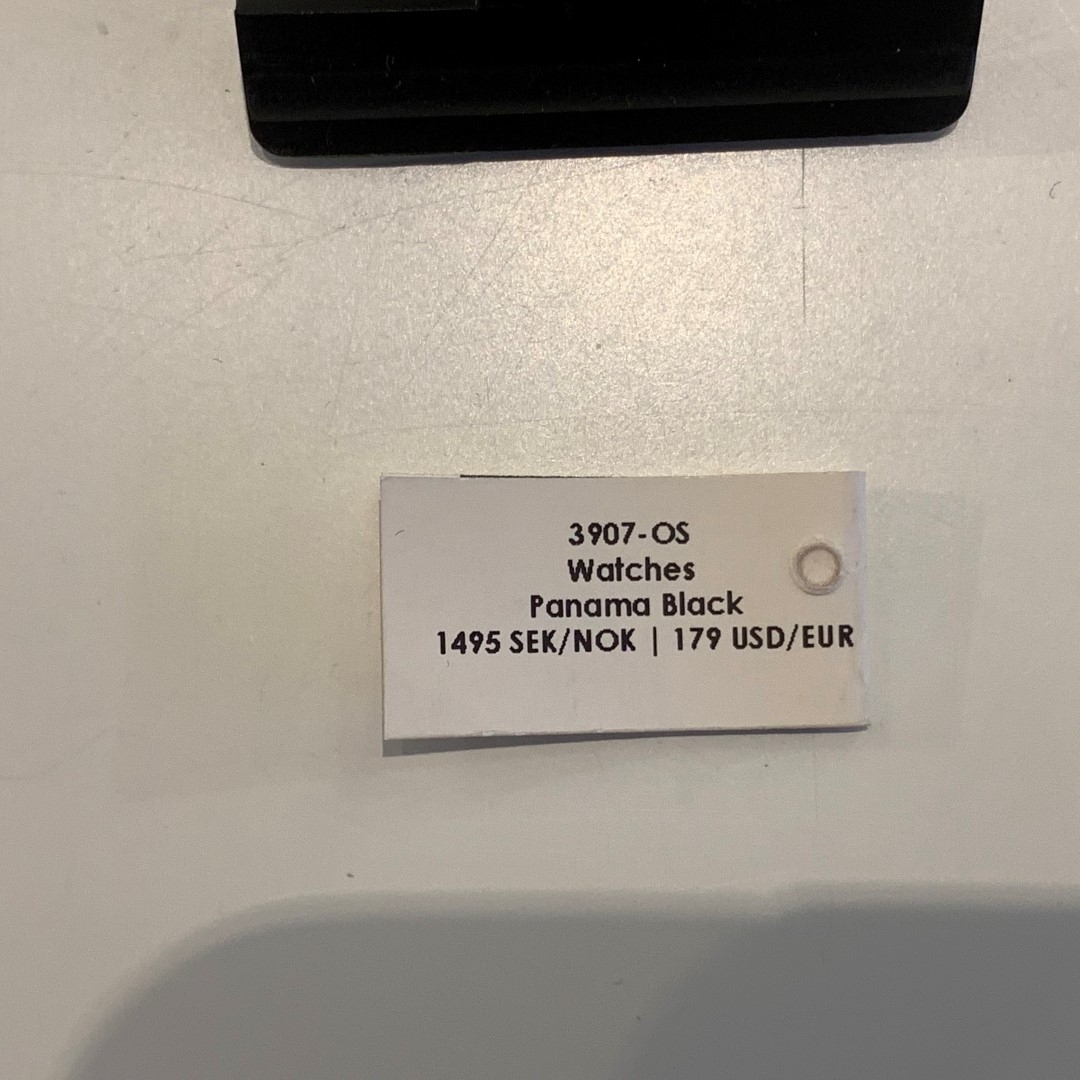 3907-OS
Watches
Panama Black
1495 SEK/NOK | 179 USD/EUR